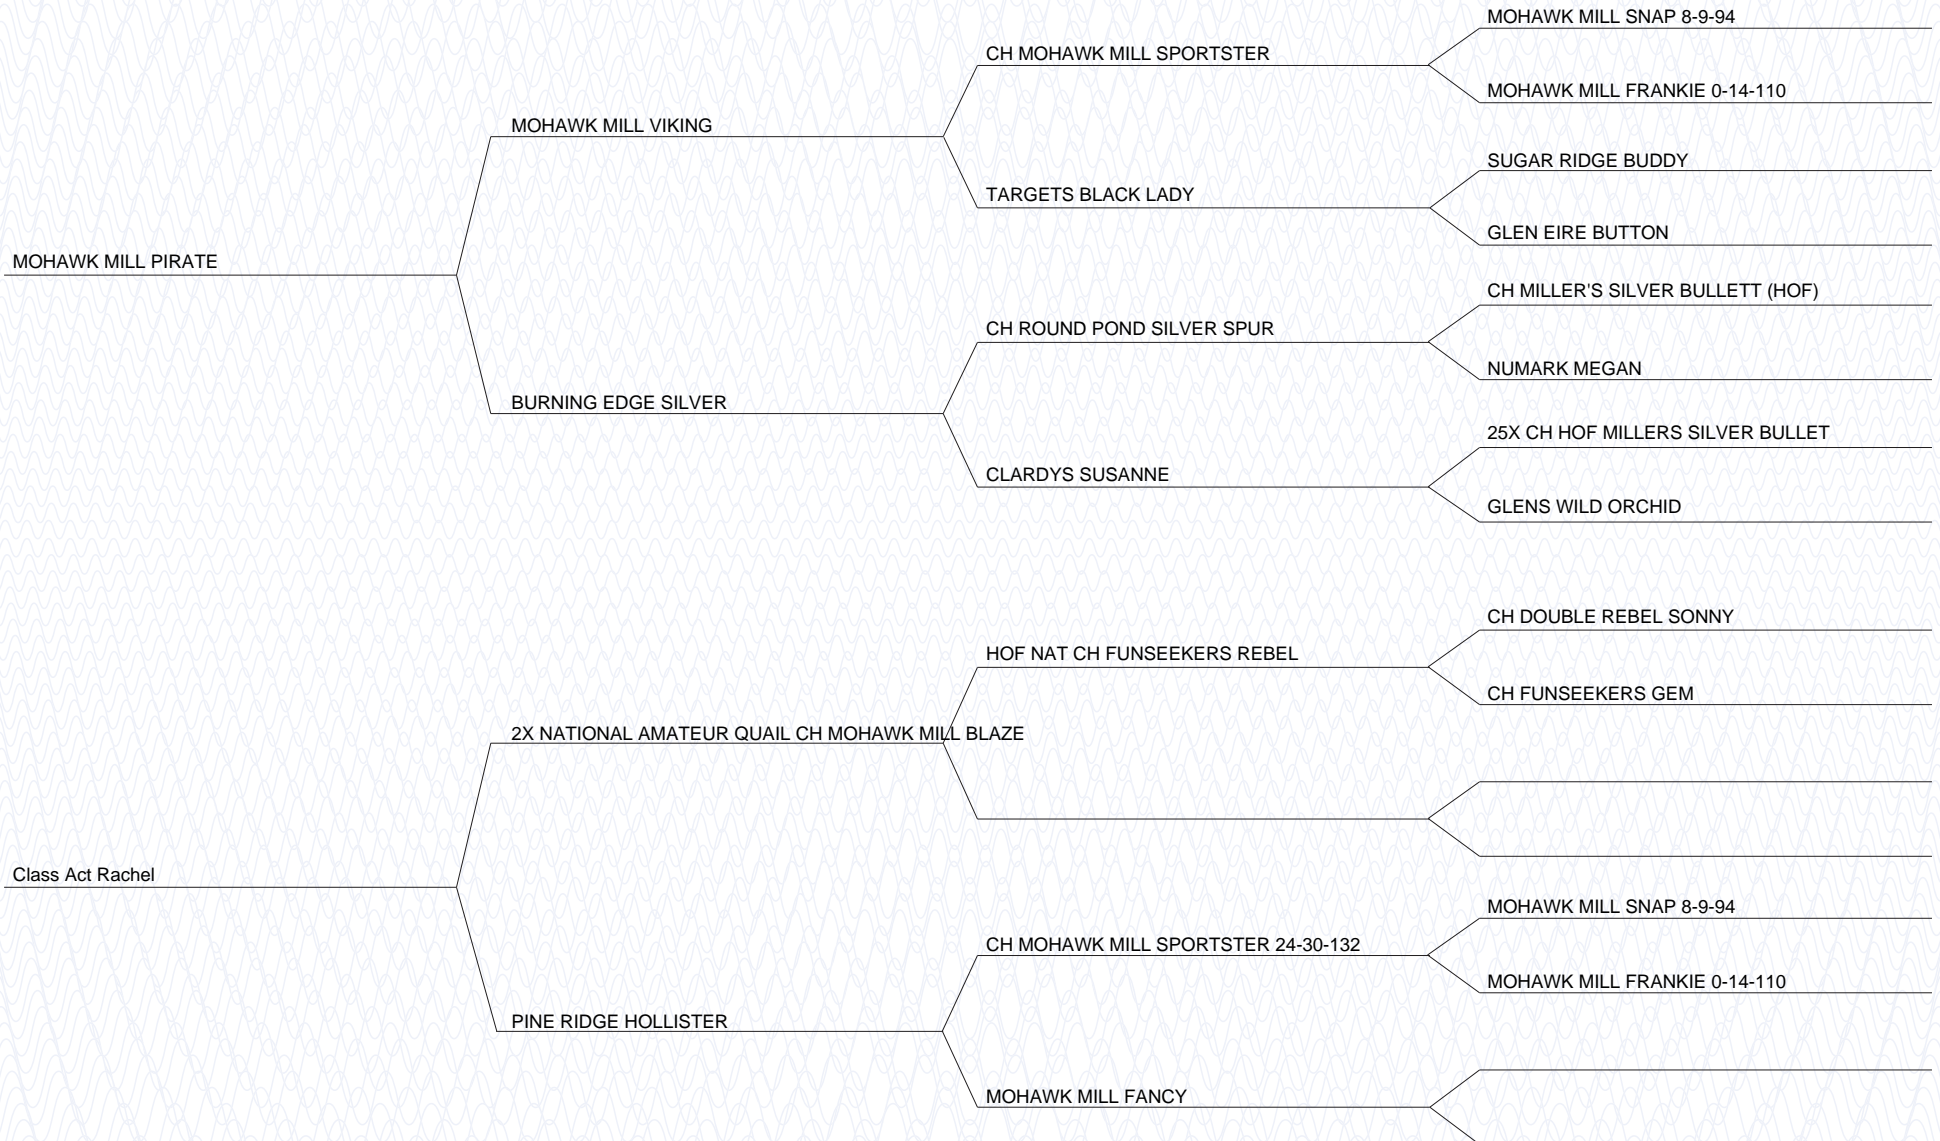 MOHAWK MILL SNAP 8-9-94
CH MOHAWK MILL SPORTSTER
MOHAWK MILL FRANKIE 0-14-110
MOHAWK MILL VIKING
SUGAR RIDGE BUDDY
TARGETS BLACK LADY
GLEN EIRE BUTTON
MOHAWK MILL PIRATE
CH MILLER'S SILVER BULLETT (HOF)
CH ROUND POND SILVER SPUR
NUMARK MEGAN
BURNING EDGE SILVER
25X CH HOF MILLERS SILVER BULLET
CLARDYS SUSANNE
GLENS WILD ORCHID
CH DOUBLE REBEL SONNY
HOF NAT CH FUNSEEKERS REBEL
CH FUNSEEKERS GEM
2X NATIONAL AMATEUR QUAIL CH MOHAWK MILL BLAZE
Class Act Rachel
MOHAWK MILL SNAP 8-9-94
CH MOHAWK MILL SPORTSTER 24-30-132
MOHAWK MILL FRANKIE 0-14-110
PINE RIDGE HOLLISTER
MOHAWK MILL FANCY